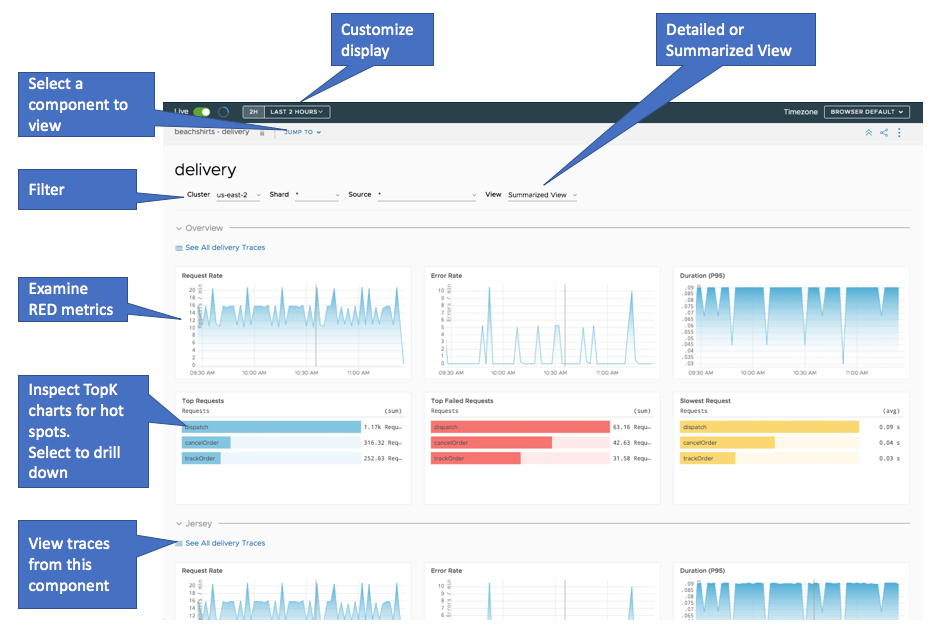 Customize
display
Detailed or
Summarized View
Select a
component to
view
Live
2H LAST 2 HOURS
Timezone BROWSER DEFAULT
beachshirts - delivery JUMP TO
delivery
Filter
Cluster us-east-2 Shard * Source * View Summarized View
Overview
See All delivery Traces
Examine
RED metrics
Request Rate
Requests / min
20
18
16
14
12
10
8
6
4
2
0
09:30 AM 10:00 AM 10:30 AM 11:00 AM
Error Rate
Errors / min
10
9
8
7
6
5
4
3
2
1
0
09:30 AM 10:00 AM 10:30 AM 11:00 AM
Duration (P95)
.09
.085
.08
.075
.07
.065
.06
.055
.05
.045
.04
.035
.03
09:30 AM 10:00 AM 10:30 AM 11:00 AM
Inspect TopK
charts for hot
spots.
Select to drill
down
Top Requests
Requests (sum)
dispatch 1.17k Requ…
cancelOrder 316.32 Req…
trackOrder 252.63 Req…
Top Failed Requests
Requests (sum)
dispatch 63.16 Requ…
cancelOrder 42.63 Requ…
trackOrder 31.58 Requ…
Slowest Request
Requests (avg)
dispatch 0.09 s
cancelOrder 0.04 s
trackOrder 0.03 s
View traces
from this
component
Jersey
See All delivery Traces
Request Rate
20
18
16
14
12
Error Rate
Errors / min
10
9
8
7
6
Duration (P95)
.09
.085
.08
.075
.07
.065